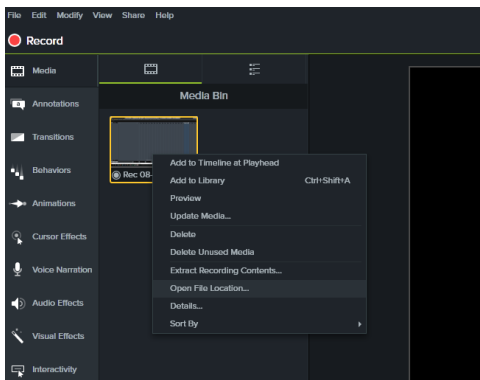 File Edit Modify View Share Help
Record
Media
Annotations
Transitions
Behaviors
Animations
Cursor Effects
Voice Narration
Audio Effects
Visual Effects
Interactivity
Media Bin
Rec 08-
Add to Timeline at Playhead
Add to Library Ctrl+Shift+A
Preview
Update Media...
Delete
Delete Unused Media
Extract Recording Contents...
Open File Location...
Details...
Sort By